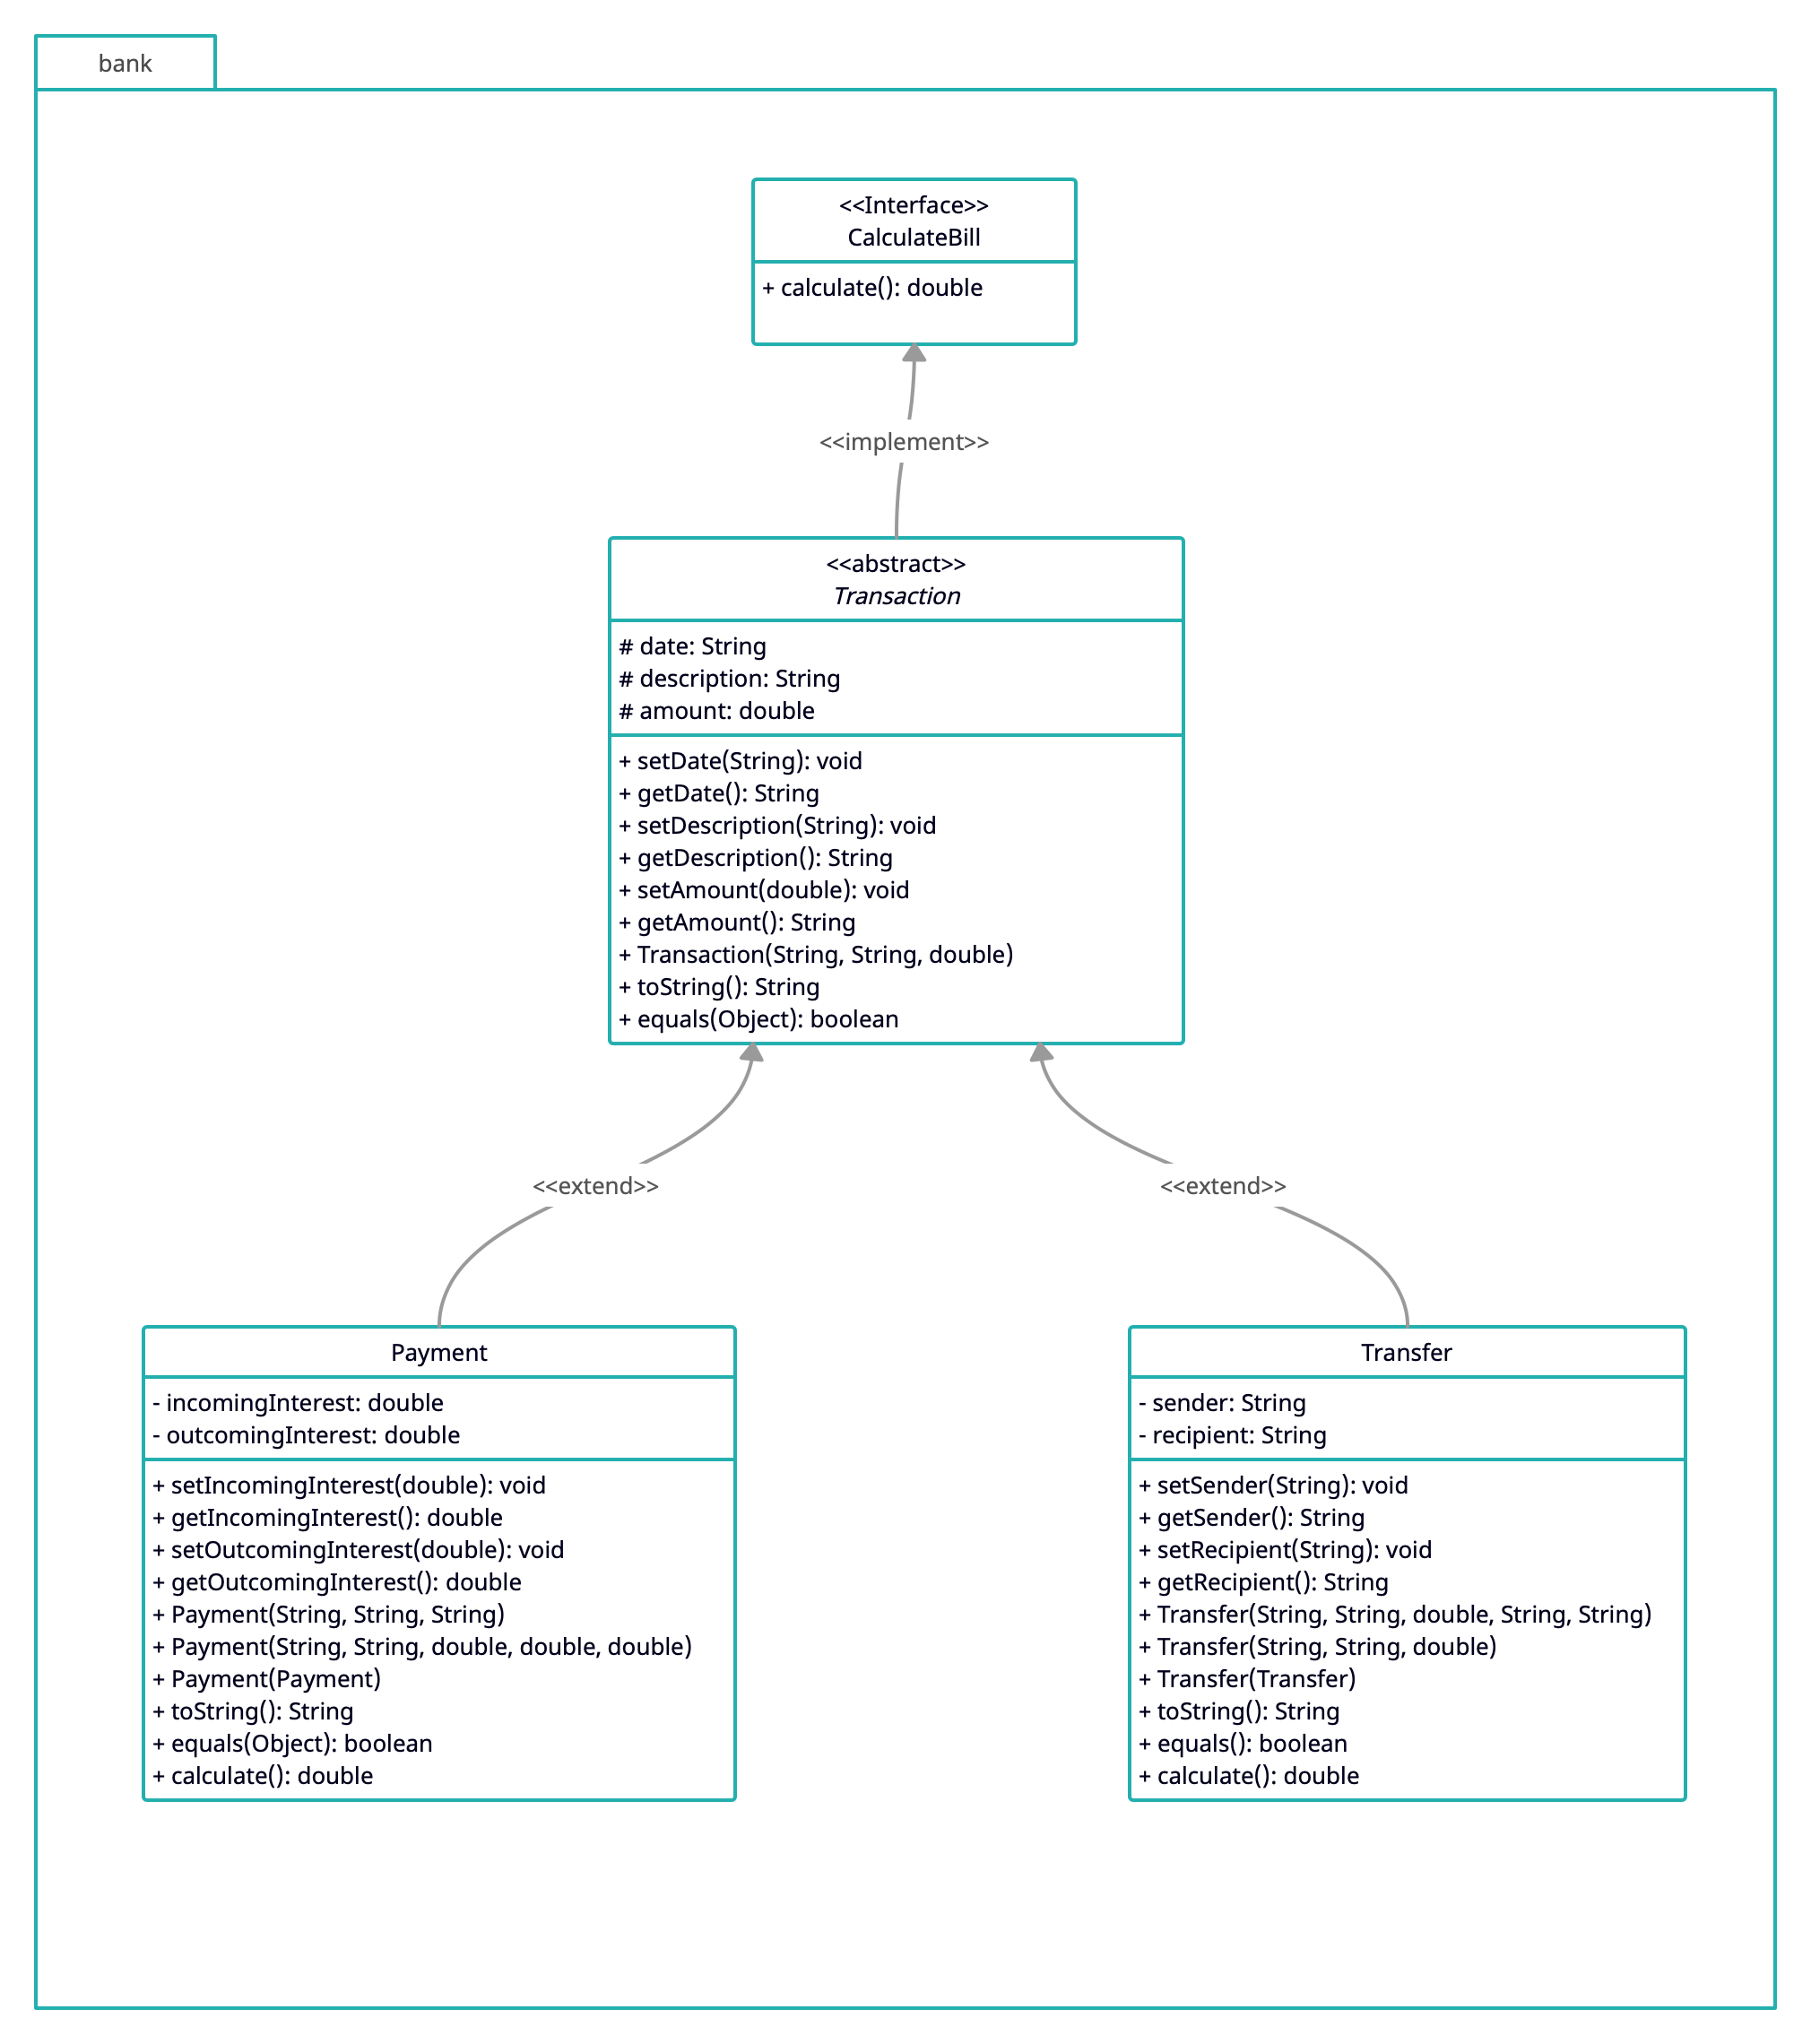 bank
<<Interface>>
CalculateBill
+ calculate(): double
<<implement>>
<<abstract>>
Transaction
# date: String
# description: String
# amount: double
+ setDate(String): void
+ getDate(): String
+ setDescription(String): void
+ getDescription(): String
+ setAmount(double): void
+ getAmount(): String
+ Transaction(String, String, double)
+ toString(): String
+ equals(Object): boolean
<<extend>>
<<extend>>
Payment
- incomingInterest: double
- outcomingInterest: double
+ setIncomingInterest(double): void
+ getIncomingInterest(): double
+ setOutcomingInterest(double): void
+ getOutcomingInterest(): double
+ Payment(String, String, String)
+ Payment(String, String, double, double, double)
+ Payment(Payment)
+ toString(): String
+ equals(Object): boolean
+ calculate(): double
Transfer
- sender: String
- recipient: String
+ setSender(String): void
+ getSender(): String
+ setRecipient(String): void
+ getRecipient(): String
+ Transfer(String, String, double, String, String)
+ Transfer(String, String, double)
+ Transfer(Transfer)
+ toString(): String
+ equals(): boolean
+ calculate(): double